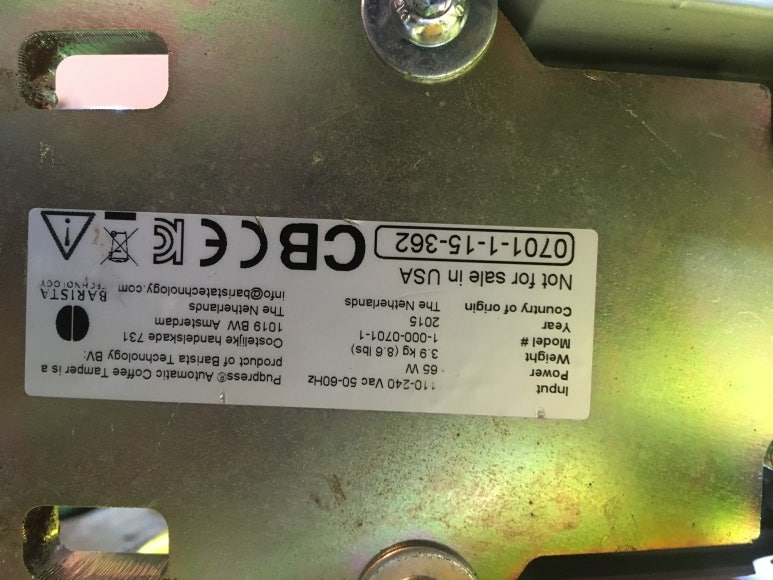 Input 110-240 Vac 50-60Hz
Power 65 W
Weight 3.9 kg (8.6 lbs)
Model # 1-000-0701-1
Year 2015
Country of origin The Netherlands
Not for sale in USA
0701-1-15-362
Puqpress® Automatic Coffee Tamper is a
product of Barista Technology BV:
Oostelijke handelskade 731
1019 BW Amsterdam
The Netherlands
info@baristatechnology.com
BARISTA
TECHNOLOGY
CB CE